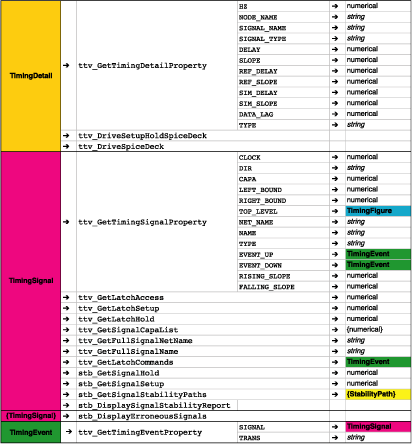 HZ ➔ numerical
NODE_NAME ➔ string
SIGNAL_NAME ➔ string
SIGNAL_TYPE ➔ string
DELAY ➔ numerical
SLOPE ➔ numerical
TimingDetail ➔ ttv_GetTimingDetailProperty REF_DELAY ➔ numerical
REF_SLOPE ➔ numerical
SIM_DELAY ➔ numerical
SIM_SLOPE ➔ numerical
DATA_LAG ➔ numerical
TYPE ➔ string
➔ ttv_DriveSetupHoldSpiceDeck
➔ ttv_DriveSpiceDeck
CLOCK ➔ numerical
DIR ➔ string
CAPA ➔ numerical
LEFT_BOUND ➔ numerical
RIGHT_BOUND ➔ numerical
TOP_LEVEL ➔ TimingFigure
➔ ttv_GetTimingSignalProperty NET_NAME ➔ string
NAME ➔ string
TYPE ➔ string
EVENT_UP ➔ TimingEvent
EVENT_DOWN ➔ TimingEvent
RISING_SLOPE ➔ numerical
TimingSignal FALLING_SLOPE ➔ numerical
➔ ttv_GetLatchAccess ➔ numerical
➔ ttv_GetLatchSetup ➔ numerical
➔ ttv_GetLatchHold ➔ numerical
➔ ttv_GetSignalCapaList ➔ {numerical}
➔ ttv_GetFullSignalNetName ➔ string
➔ ttv_GetFullSignalName ➔ string
➔ ttv_GetLatchCommands ➔ TimingEvent
➔ stb_GetSignalHold ➔ numerical
➔ stb_GetSignalSetup ➔ numerical
➔ stb_GetSignalStabilityPaths ➔ {StabilityPath}
➔ stb_DisplaySignalStabilityReport
{TimingSignal} ➔ stb_DisplayErroneousSignals
TimingEvent ➔ ttv_GetTimingEventProperty SIGNAL ➔ TimingSignal
TRANS ➔ string